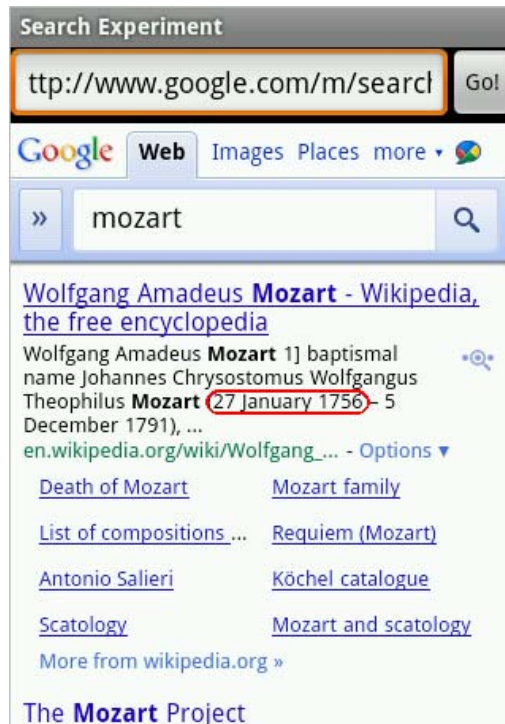 Search Experiment
ttp://www.google.com/m/search Go!
Google Web Images Places more
» mozart
Wolfgang Amadeus Mozart - Wikipedia,
the free encyclopedia
Wolfgang Amadeus Mozart 1] baptismal
name Johannes Chrysostomus Wolfgangus
Theophilus Mozart (27 January 1756 – 5
December 1791), ...
en.wikipedia.org/wiki/Wolfgang_... - Options ▼
Death of Mozart Mozart family
List of compositions ... Requiem (Mozart)
Antonio Salieri Köchel catalogue
Scatology Mozart and scatology
More from wikipedia.org »
The Mozart Project